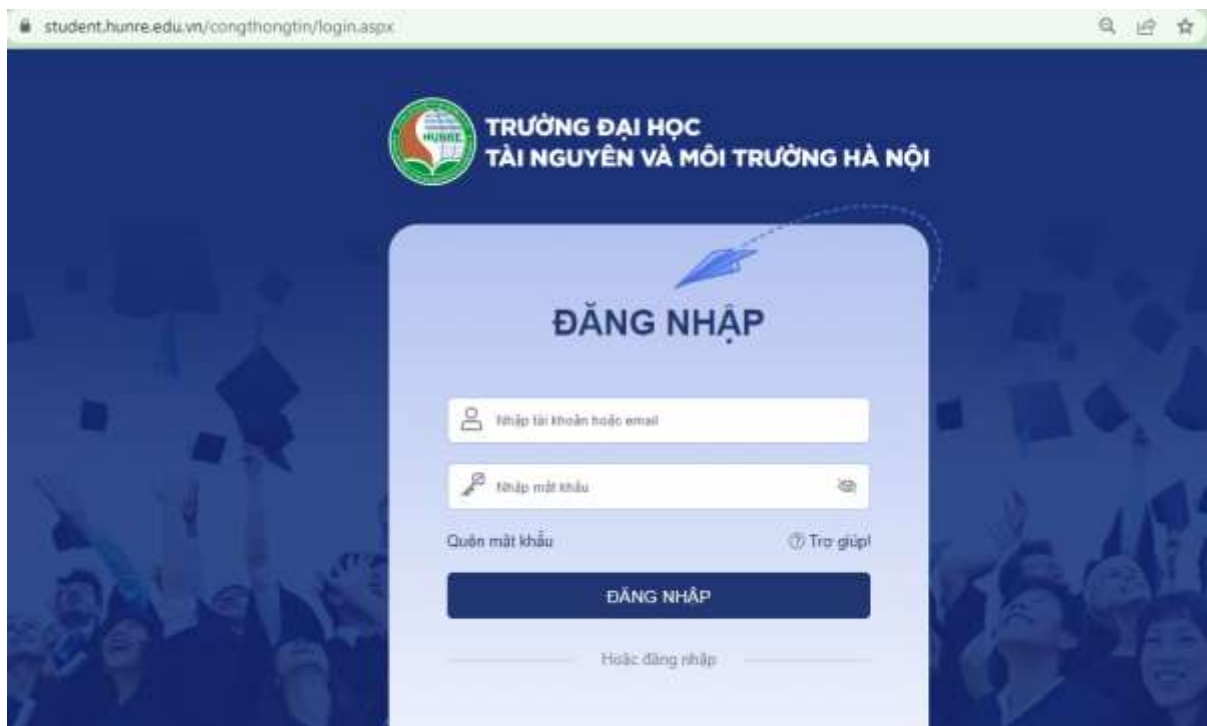 student.hunre.edu.vn/congthongtin/login.aspx
HUNRE
TRƯỜNG ĐẠI HỌC
TÀI NGUYÊN VÀ MÔI TRƯỜNG HÀ NỘI
ĐĂNG NHẬP
Nhập tài khoản hoặc email
Nhập mật khẩu
Quên mật khẩu
Trợ giúp!
ĐĂNG NHẬP
Hoặc đăng nhập